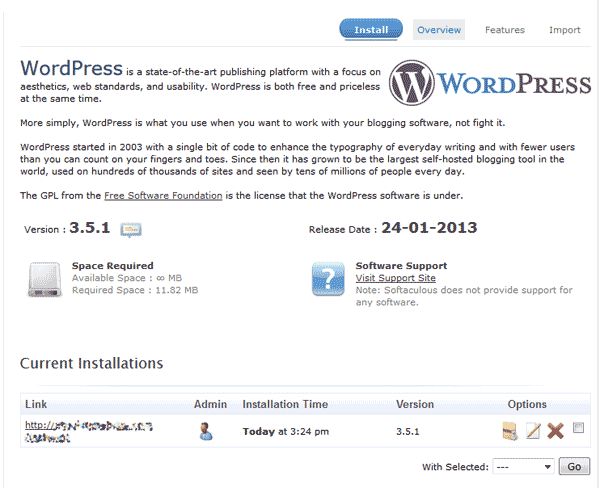 Install Overview Features Import
WordPress is a state-of-the-art publishing platform with a focus on
aesthetics, web standards, and usability. WordPress is both free and priceless
at the same time.
WORDPRESS
More simply, WordPress is what you use when you want to work with your blogging software, not fight it.
WordPress started in 2003 with a single bit of code to enhance the typography of everyday writing and with fewer users
than you can count on your fingers and toes. Since then it has grown to be the largest self-hosted blogging tool in the
world, used on hundreds of thousands of sites and seen by tens of millions of people every day.
The GPL from the Free Software Foundation is the license that the WordPress software is under.
Version : 3.5.1 Release Date : 24-01-2013
Space Required
Available Space : ∞ MB
Required Space : 11.82 MB
Software Support
Visit Support Site
Note: Softaculous does not provide support for
any software.
Current Installations
Link Admin Installation Time Version Options
http://
Today at 3:24 pm 3.5.1
With Selected: --- Go